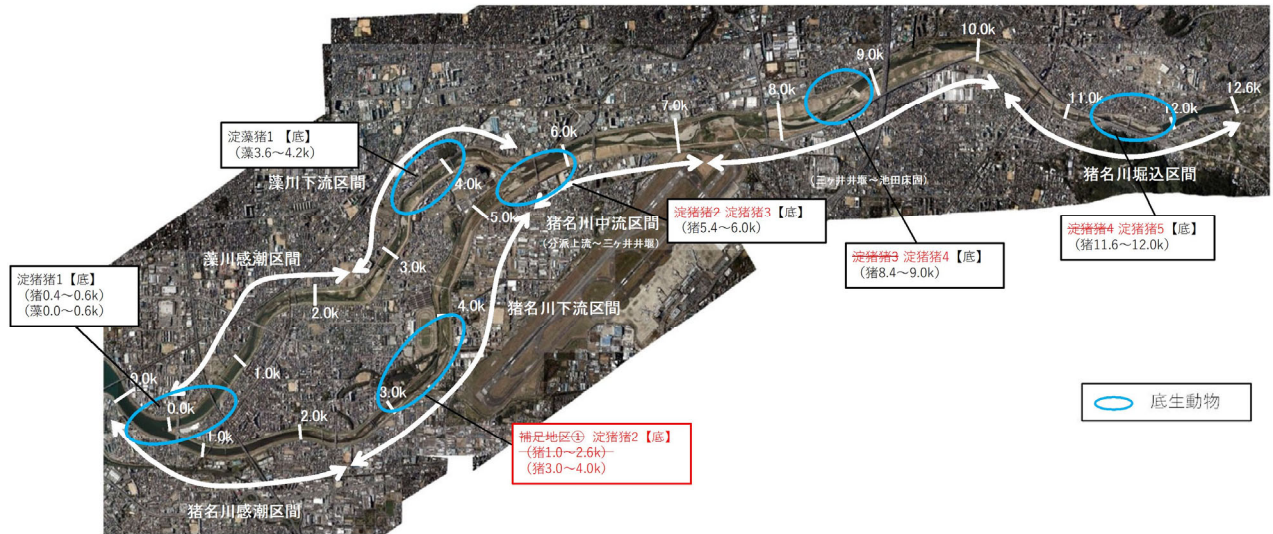 10.0k
9.0k
12.6k
8.0k
11.0k
12.0k
7.0k
6.0k
淀藻猪1【底】
（藻3.6～4.2k）
4.0k
藻川下流区間
猪名川堀込区間
（三ヶ井井堰～池田床固）
5.0k
猪名川中流区間
（分派上流～三ヶ井井堰）
淀猪猪2 淀猪猪3【底】
（猪5.4～6.0k）
淀猪猪4 淀猪猪5【底】
（猪11.6～12.0k）
淀猪猪3 淀猪猪4【底】
（猪8.4～9.0k）
藻川感潮区間
3.0k
淀猪猪1【底】
（猪0.4～0.6k）
（藻0.0～0.6k）
2.0k
4.0k
猪名川下流区間
1.0k
0.0k
3.0k
0.0k
2.0k
1.0k
底生動物
補足地区① 淀猪猪2【底】
（猪1.0～2.6k）
（猪3.0～4.0k）
猪名川感潮区間